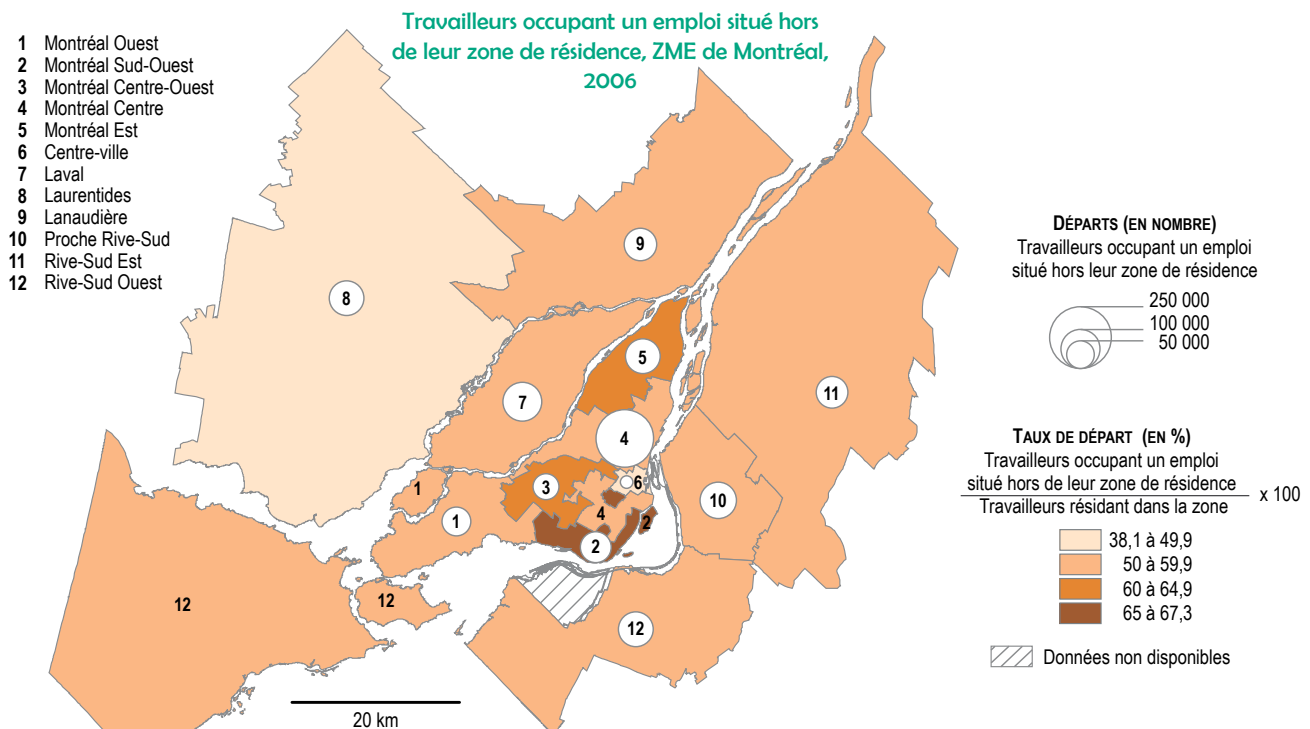 Travailleurs occupant un emploi situé hors
de leur zone de résidence, ZME de Montréal,
2006
1 Montréal Ouest
2 Montréal Sud-Ouest
3 Montréal Centre-Ouest
4 Montréal Centre
5 Montréal Est
6 Centre-ville
7 Laval
8 Laurentides
9 Lanaudière
10 Proche Rive-Sud
11 Rive-Sud Est
12 Rive-Sud Ouest
9
8
5
11
7
4
1
3
6
10
4
1
2
2
12
12
12
20 km
DÉPARTS (EN NOMBRE)
Travailleurs occupant un emploi
situé hors leur zone de résidence
250 000
100 000
50 000
TAUX DE DÉPART (EN %)
Travailleurs occupant un emploi
situé hors de leur zone de résidence
x 100
Travailleurs résidant dans la zone
38,1 à 49,9
50 à 59,9
60 à 64,9
65 à 67,3
Données non disponibles